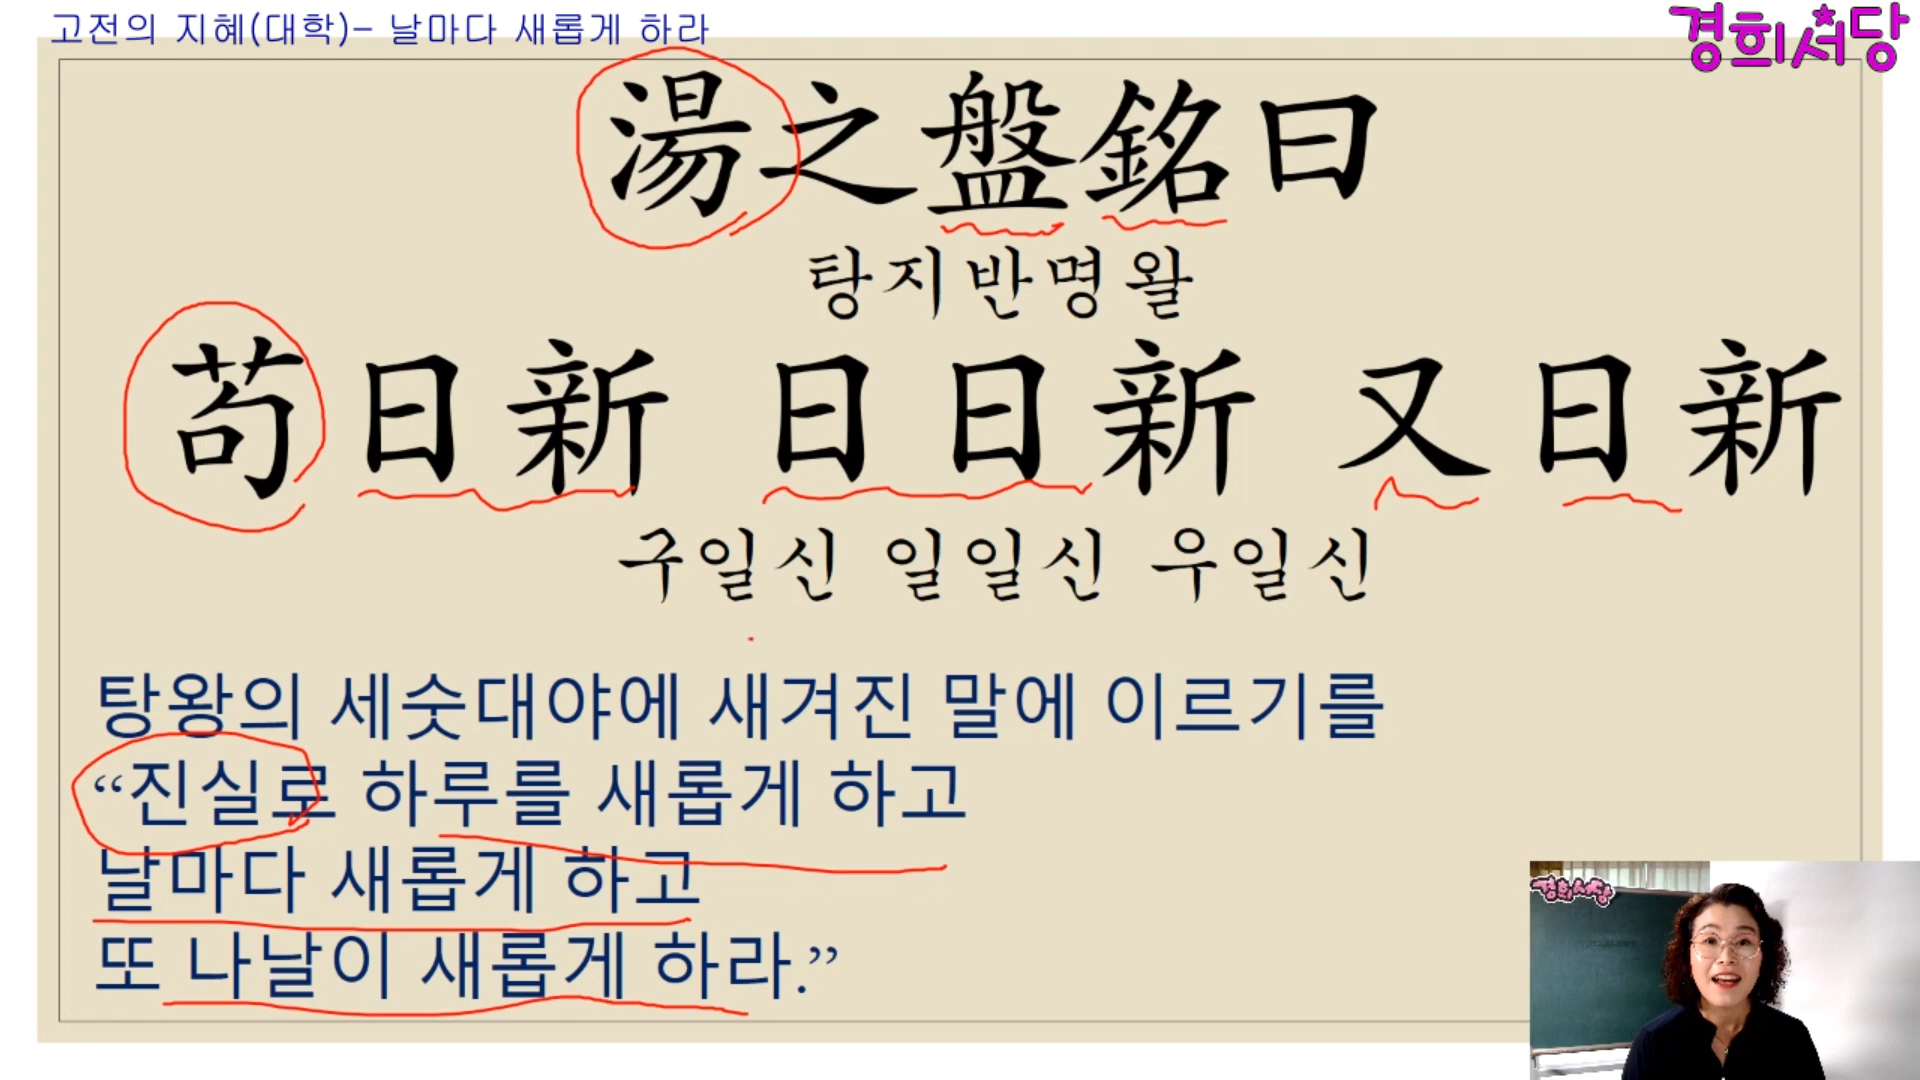 고전의 지혜(대학)- 날마다 새롭게 하라
경희서당
湯之盤銘曰
탕지반명왈
苟日新 日日新 又日新
구일신 일일신 우일신
탕왕의 세숫대야에 새겨진 말에 이르기를
“진실로 하루를 새롭게 하고
날마다 새롭게 하고
또 나날이 새롭게 하라.”
경희서당